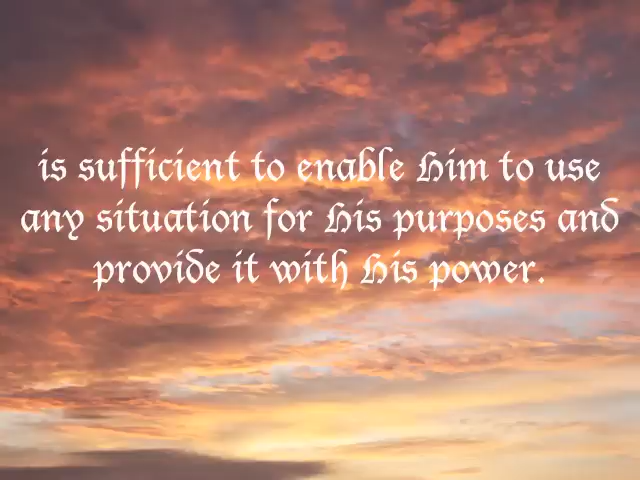 is sufficient to enable Him to use
any situation for His purposes and
provide it with His power.